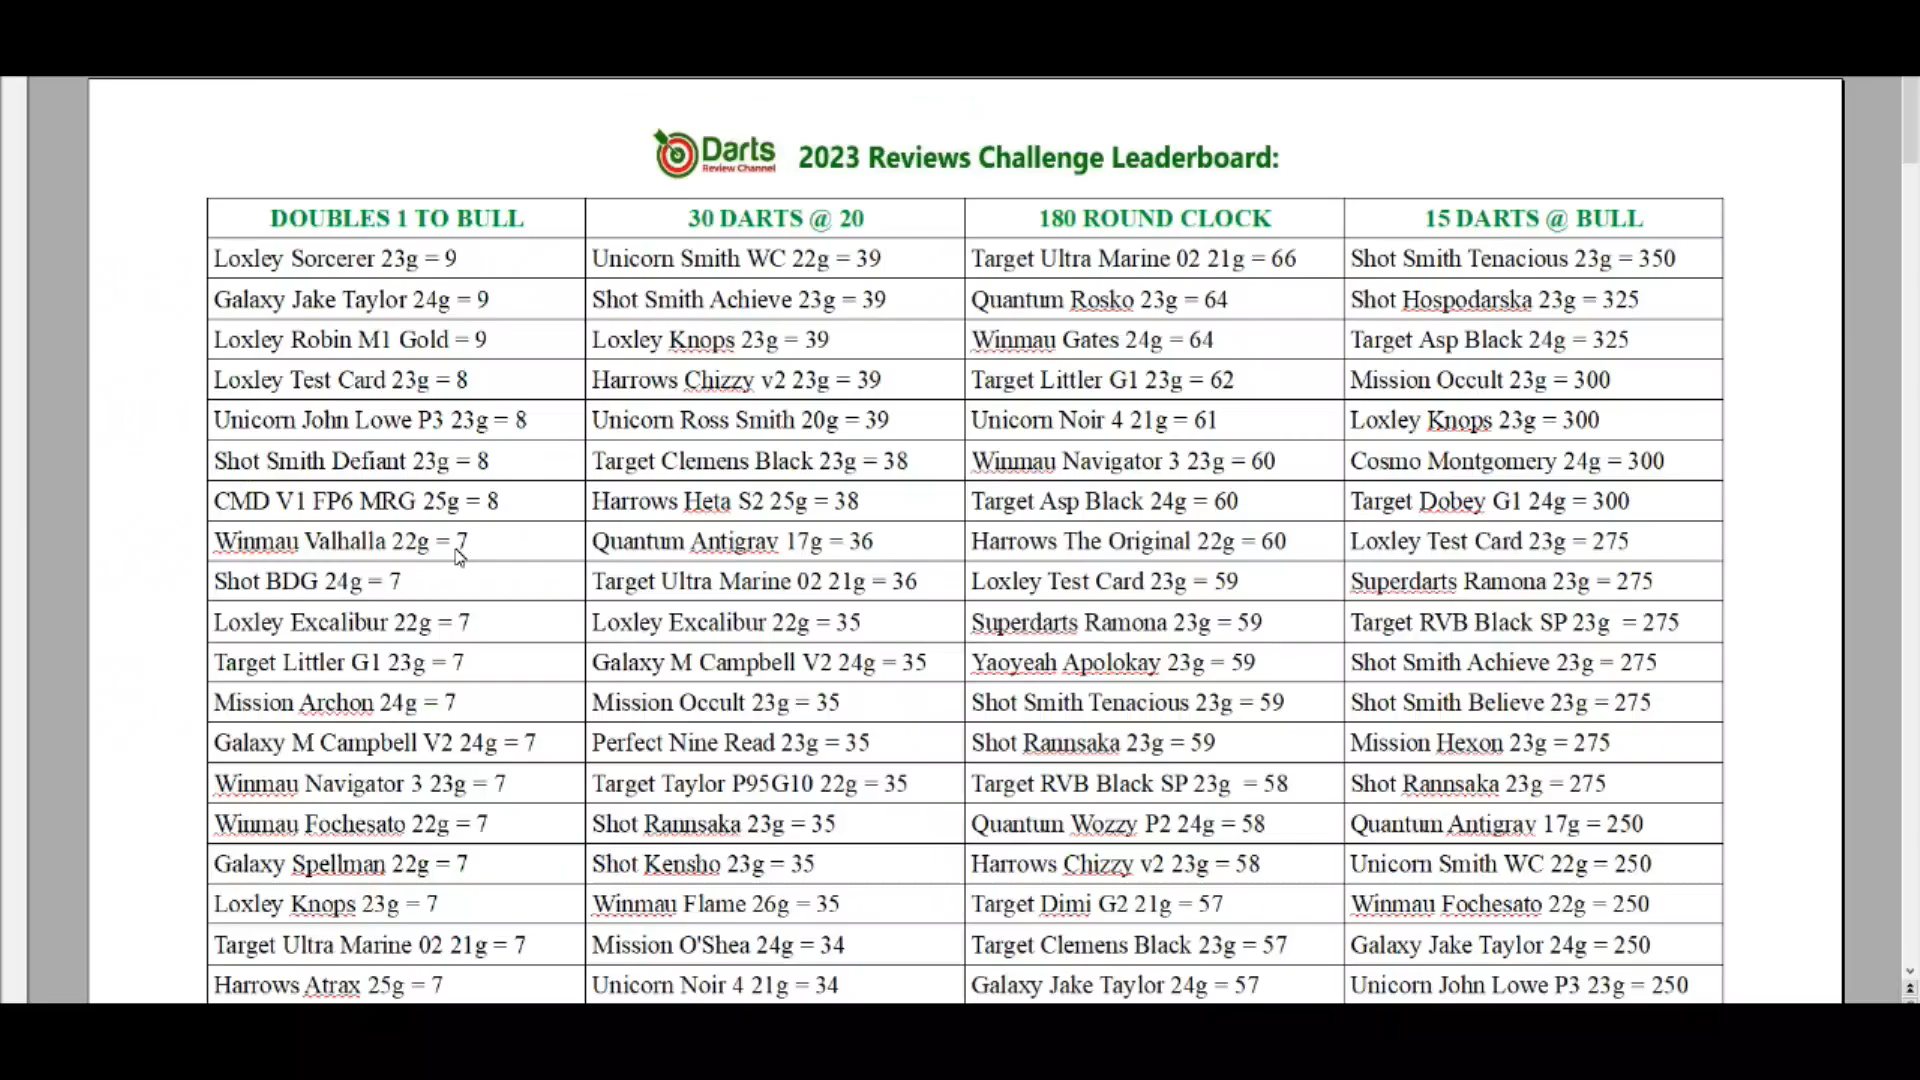 Darts
Review Channel
2023 Reviews Challenge Leaderboard:
DOUBLES 1 TO BULL 30 DARTS @ 20 180 ROUND CLOCK 15 DARTS @ BULL
Loxley Sorcerer 23g = 9 Unicorn Smith WC 22g = 39 Target Ultra Marine 02 21g = 66 Shot Smith Tenacious 23g = 350
Galaxy Jake Taylor 24g = 9 Shot Smith Achieve 23g = 39 Quantum Rosko 23g = 64 Shot Hospodarska 23g = 325
Loxley Robin M1 Gold = 9 Loxley Knops 23g = 39 Winmau Gates 24g = 64 Target Asp Black 24g = 325
Loxley Test Card 23g = 8 Harrows Chizzy v2 23g = 39 Target Littler G1 23g = 62 Mission Occult 23g = 300
Unicorn John Lowe P3 23g = 8 Unicorn Ross Smith 20g = 39 Unicorn Noir 4 21g = 61 Loxley Knops 23g = 300
Shot Smith Defiant 23g = 8 Target Clemens Black 23g = 38 Winmau Navigator 3 23g = 60 Cosmo Montgomery 24g = 300
CMD V1 FP6 MRG 25g = 8 Harrows Heta S2 25g = 38 Target Asp Black 24g = 60 Target Dobey G1 24g = 300
Winmau Valhalla 22g = 7 Quantum Antigrav 17g = 36 Harrows The Original 22g = 60 Loxley Test Card 23g = 275
Shot BDG 24g = 7 Target Ultra Marine 02 21g = 36 Loxley Test Card 23g = 59 Superdarts Ramona 23g = 275
Loxley Excalibur 22g = 7 Loxley Excalibur 22g = 35 Superdarts Ramona 23g = 59 Target RVB Black SP 23g = 275
Target Littler G1 23g = 7 Galaxy M Campbell V2 24g = 35 Yaoyeah Apolokay 23g = 59 Shot Smith Achieve 23g = 275
Mission Archon 24g = 7 Mission Occult 23g = 35 Shot Smith Tenacious 23g = 59 Shot Smith Believe 23g = 275
Galaxy M Campbell V2 24g = 7 Perfect Nine Read 23g = 35 Shot Rannsaka 23g = 59 Mission Hexon 23g = 275
Winmau Navigator 3 23g = 7 Target Taylor P95G10 22g = 35 Target RVB Black SP 23g = 58 Shot Rannsaka 23g = 275
Winmau Fochesato 22g = 7 Shot Rannsaka 23g = 35 Quantum Wozzy P2 24g = 58 Quantum Antigrav 17g = 250
Galaxy Spellman 22g = 7 Shot Kensho 23g = 35 Harrows Chizzy v2 23g = 58 Unicorn Smith WC 22g = 250
Loxley Knops 23g = 7 Winmau Flame 26g = 35 Target Dimi G2 21g = 57 Winmau Fochesato 22g = 250
Target Ultra Marine 02 21g = 7 Mission O'Shea 24g = 34 Target Clemens Black 23g = 57 Galaxy Jake Taylor 24g = 250
Harrows Atrax 25g = 7 Unicorn Noir 4 21g = 34 Galaxy Jake Taylor 24g = 57 Unicorn John Lowe P3 23g = 250